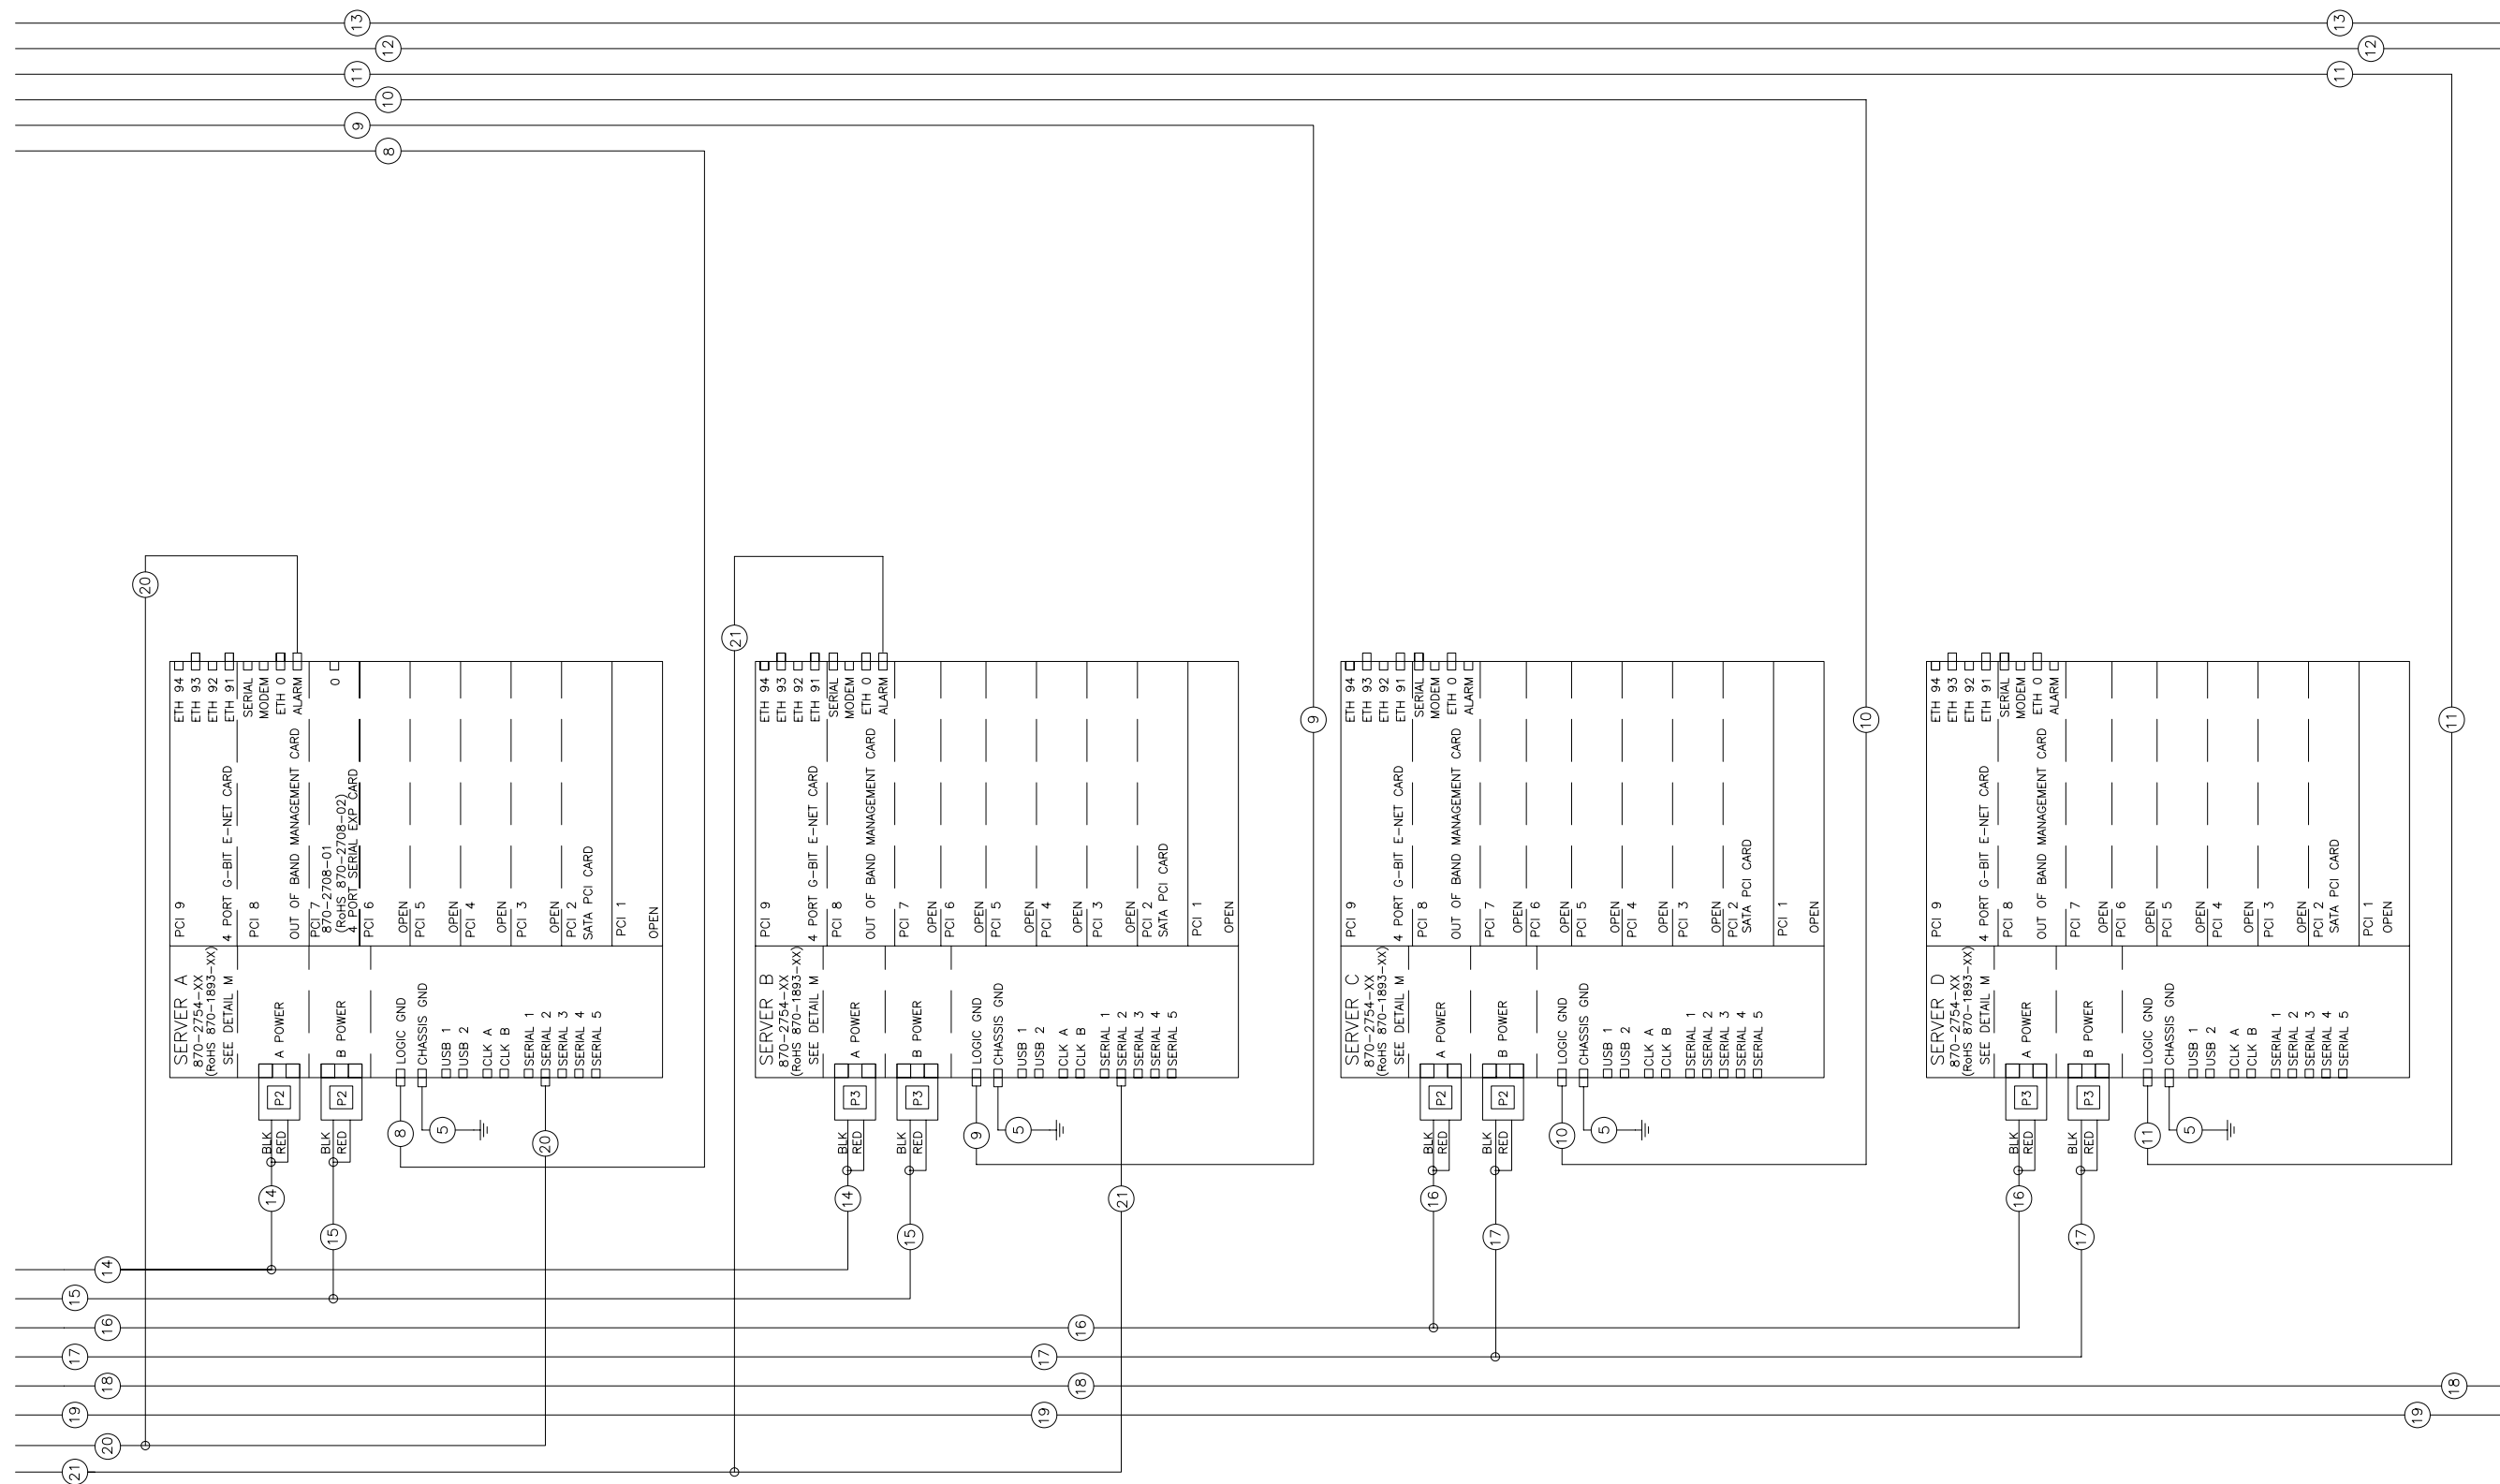 13
13
12
12
11
11
10
9
8
20
21
9
10
11
SERVER A
870-2754-XX
(RoHS 870-1893-XX)
SEE DETAIL M
A POWER
B POWER
LOGIC GND
CHASSIS GND
USB 1
USB 2
CLK A
CLK B
SERIAL 1
SERIAL 2
SERIAL 3
SERIAL 4
SERIAL 5
PCI 9
4 PORT G-BIT E-NET CARD
PCI 8
OUT OF BAND MANAGEMENT CARD
PCI 7
870-2708-01
(RoHS 870-2708-02)
4 PORT SERIAL EXP CARD
PCI 6
OPEN
PCI 5
OPEN
PCI 4
OPEN
PCI 3
OPEN
PCI 2
SATA PCI CARD
PCI 1
OPEN
ETH 94
ETH 93
ETH 92
ETH 91
SERIAL
MODEM
ETH 0
ALARM
0
P2
P2
BLK
RED
BLK
RED
14
15
8
5
20
SERVER B
870-2754-XX
(RoHS 870-1893-XX)
SEE DETAIL M
A POWER
B POWER
LOGIC GND
CHASSIS GND
USB 1
USB 2
CLK A
CLK B
SERIAL 1
SERIAL 2
SERIAL 3
SERIAL 4
SERIAL 5
PCI 9
4 PORT G-BIT E-NET CARD
PCI 8
OUT OF BAND MANAGEMENT CARD
PCI 7
OPEN
PCI 6
OPEN
PCI 5
OPEN
PCI 4
OPEN
PCI 3
OPEN
PCI 2
SATA PCI CARD
PCI 1
OPEN
ETH 94
ETH 93
ETH 92
ETH 91
SERIAL
MODEM
ETH 0
ALARM
P3
P3
BLK
RED
BLK
RED
14
15
9
5
21
SERVER C
870-2754-XX
(RoHS 870-1893-XX)
SEE DETAIL M
A POWER
B POWER
LOGIC GND
CHASSIS GND
USB 1
USB 2
CLK A
CLK B
SERIAL 1
SERIAL 2
SERIAL 3
SERIAL 4
SERIAL 5
PCI 9
4 PORT G-BIT E-NET CARD
PCI 8
OUT OF BAND MANAGEMENT CARD
PCI 7
OPEN
PCI 6
OPEN
PCI 5
OPEN
PCI 4
OPEN
PCI 3
OPEN
PCI 2
SATA PCI CARD
PCI 1
OPEN
ETH 94
ETH 93
ETH 92
ETH 91
SERIAL
MODEM
ETH 0
ALARM
P2
P2
BLK
RED
BLK
RED
16
17
10
5
SERVER D
870-2754-XX
(RoHS 870-1893-XX)
SEE DETAIL M
A POWER
B POWER
LOGIC GND
CHASSIS GND
USB 1
USB 2
CLK A
CLK B
SERIAL 1
SERIAL 2
SERIAL 3
SERIAL 4
SERIAL 5
PCI 9
4 PORT G-BIT E-NET CARD
PCI 8
OUT OF BAND MANAGEMENT CARD
PCI 7
OPEN
PCI 6
OPEN
PCI 5
OPEN
PCI 4
OPEN
PCI 3
OPEN
PCI 2
SATA PCI CARD
PCI 1
OPEN
ETH 94
ETH 93
ETH 92
ETH 91
SERIAL
MODEM
ETH 0
ALARM
P3
P3
BLK
RED
BLK
RED
16
17
11
5
14
15
16
16
17
17
18
18
18
19
19
19
20
21